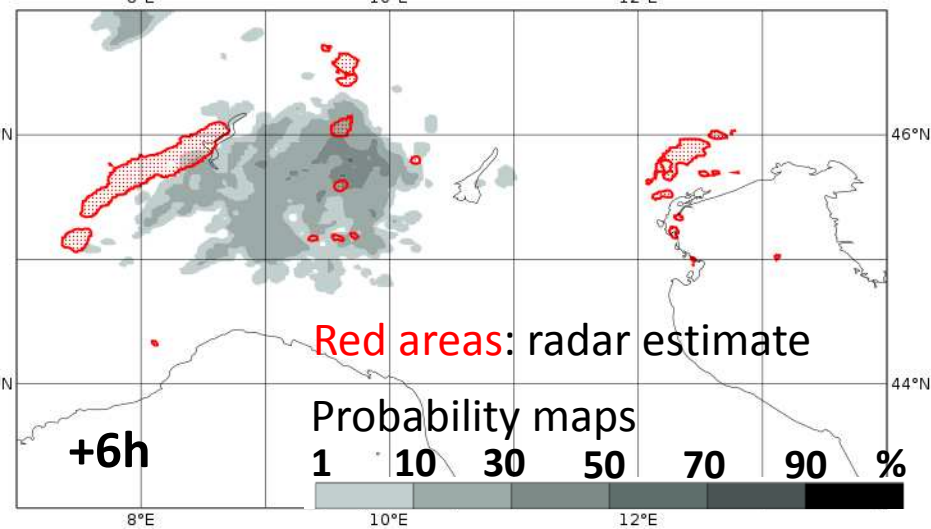 8°E 10°E 12°E
N 46°N
Red areas: radar estimate
N 44°N
Probability maps
+6h
1 10 30 50 70 90 %
8°E 10°E 12°E